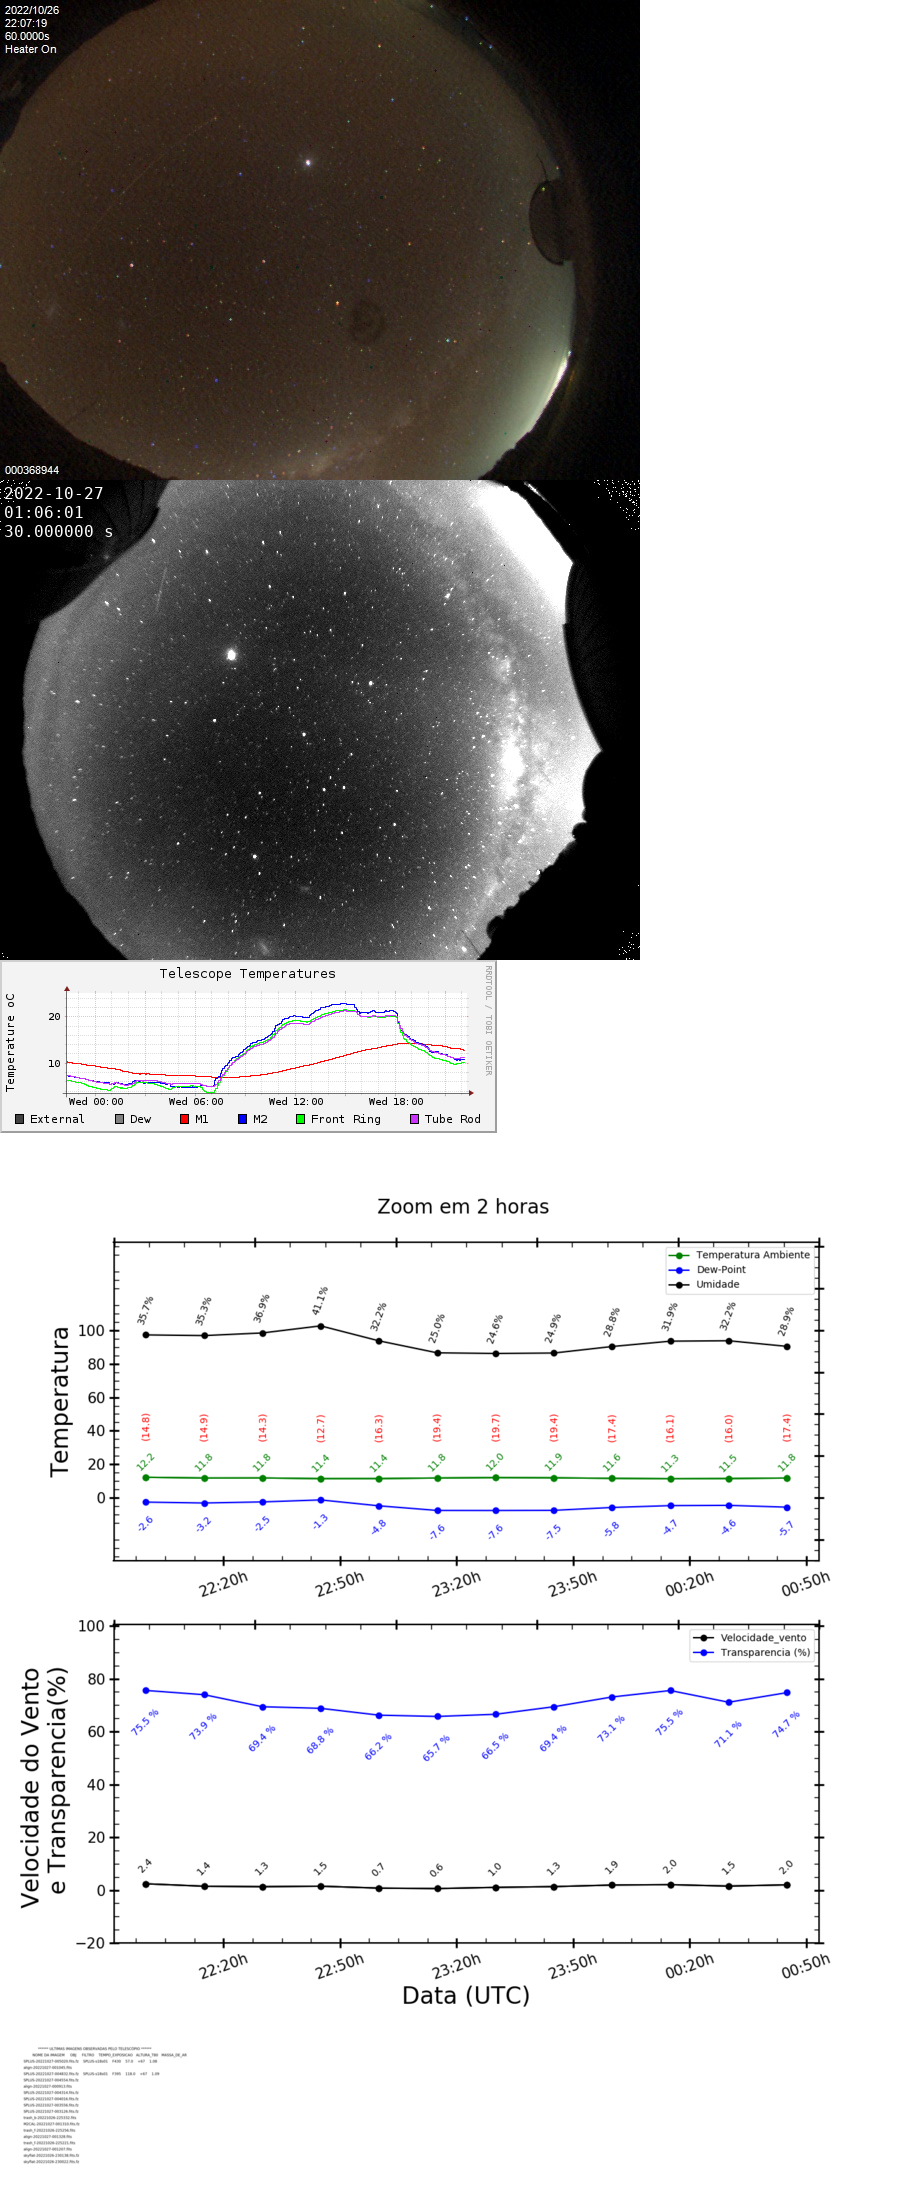 2022/10/26
22:07:19
60.0000s
Heater On
000368944
2022-10-27
01:06:01
30.000000 s
Telescope Temperatures
Temperature oC
RRDTOOL / TOBI OETIKER
20
10
Wed 00:00 Wed 06:00 Wed 12:00 Wed 18:00
External Dew M1 M2 Front Ring Tube Rod
Zoom em 2 horas
Temperatura
Temperatura Ambiente
Dew-Point
Umidade
35.7% 35.3% 36.9% 41.1% 32.2% 25.0% 24.6% 24.9% 28.8% 31.9% 32.2% 28.9%
100
80
60
40
20
0
(14.8) (14.9) (14.3) (12.7) (16.3) (19.4) (19.7) (19.4) (17.4) (16.1) (16.0) (17.4)
12.2 11.8 11.8 11.4 11.4 11.8 12.0 11.9 11.6 11.3 11.5 11.8
-2.6 -3.2 -2.5 -1.3 -4.8 -7.6 -7.6 -7.5 -5.8 -4.7 -4.6 -5.7
22:20h 22:50h 23:20h 23:50h 00:20h 00:50h
Velocidade do Vento
e Transparencia(%)
Velocidade_vento
Transparencia (%)
100
80
60
40
20
0
−20
75.5 % 73.9 % 69.4 % 68.8 % 66.2 % 65.7 % 66.5 % 69.4 % 73.1 % 75.5 % 71.1 % 74.7 %
2.4 1.4 1.3 1.5 0.7 0.6 1.0 1.3 1.9 2.0 1.5 2.0
22:20h 22:50h 23:20h 23:50h 00:20h 00:50h
Data (UTC)
****** ULTIMAS IMAGENS OBSERVADAS PELO TELESCOPIO ******
NOME DA IMAGEM OBJ FILTRO TEMPO_EXPOSICAO ALTURA_T80 MASSA_DE_AR